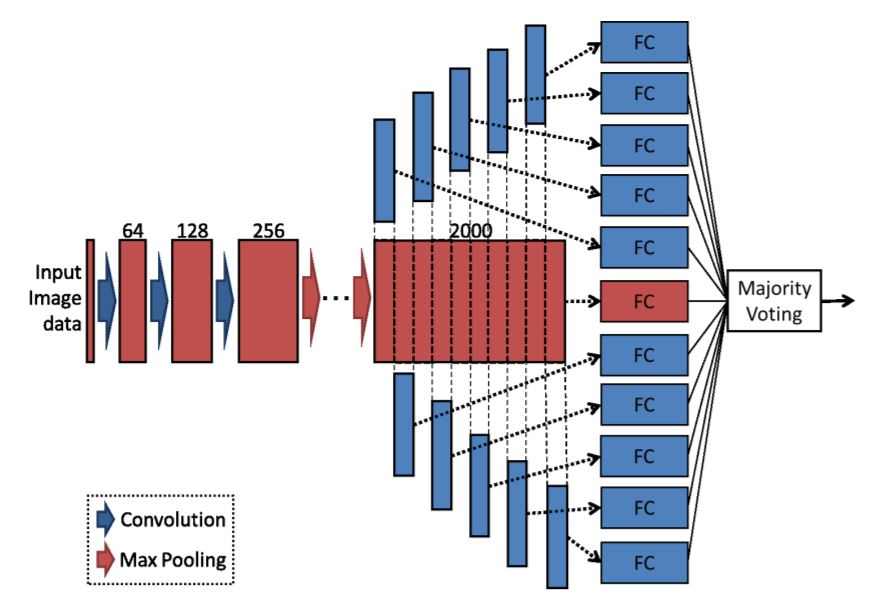 FC
FC
FC
FC
64 128 256 2000
FC
Input
Image
data
FC
Majority
Voting
FC
FC
FC
FC
FC
Convolution
Max Pooling